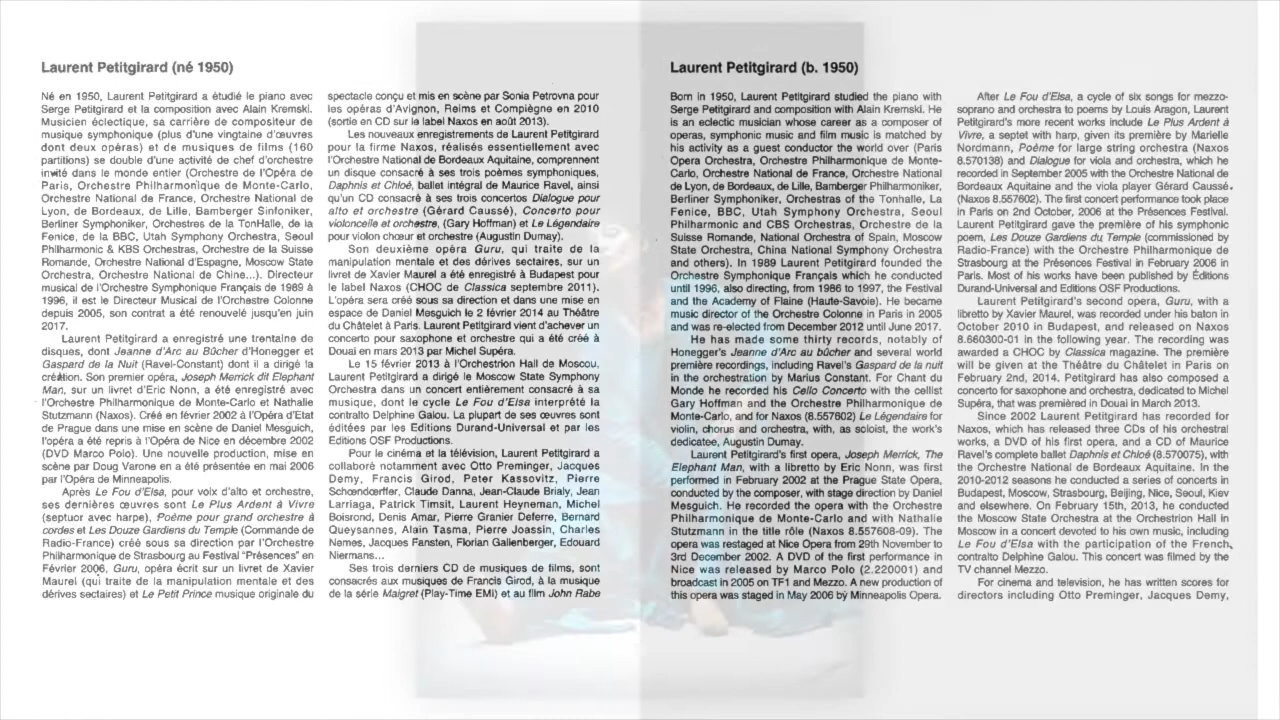 Laurent Petitgirard (né 1950)
Né en 1950, Laurent Petitgirard a étudié le piano avec
Serge Petitgirard et la composition avec Alain Kremski.
Musicien éclectique, sa carrière de compositeur de
musique symphonique (plus d'une vingtaine d'œuvres
dont deux opéras) et de musiques de films (160
partitions) se double d'une activité de chef d'orchestre
invité dans le monde entier (Orchestre de l'Opéra de
Paris, Orchestre Philharmonique de Monte-Carlo,
Orchestre National de France, Orchestre National de
Lyon, de Bordeaux, de Lille, Bamberger Sinfoniker,
Berliner Symphoniker, Orchestres de la TonHalle, de la
Fenice, de la BBC, Utah Symphony Orchestra, Seoul
Philharmonic & KBS Orchestras, Orchestre de la Suisse
Romande, Orchestre National d'Espagne, Moscow State
Orchestra, Orchestre National de Chine...). Directeur
musical de l'Orchestre Symphonique Français de 1989 à
1996, il est le Directeur Musical de l'Orchestre Colonne
depuis 2005, son contrat a été renouvelé jusqu'en juin
2017.
Laurent Petitgirard a enregistré une trentaine de
disques, dont Jeanne d'Arc au Bûcher d'Honegger et
Gaspard de la Nuit (Ravel-Constant) dont il a dirigé la
création. Son premier opéra, Joseph Merrick dit Elephant
Man, sur un livret d'Eric Nonn, a été enregistré avec
l'Orchestre Philharmonique de Monte-Carlo et Nathalie
Stutzmann (Naxos). Créé en février 2002 à l'Opéra d'Etat
de Prague dans une mise en scène de Daniel Mesguich,
l'opéra a été repris à l'Opéra de Nice en décembre 2002
(DVD Marco Polo). Une nouvelle production, mise en
scène par Doug Varone en a été présentée en mai 2006
par l'Opéra de Minneapolis.
Après Le Fou d'Elsa, pour voix d'alto et orchestre,
ses dernières œuvres sont Le Plus Ardent à Vivre
(septuor avec harpe), Poème pour grand orchestre à
cordes et Les Douze Gardiens du Temple (Commande de
Radio-France) créé sous sa direction par l'Orchestre
Philharmonique de Strasbourg au Festival "Présences" en
Février 2006, Guru, opéra écrit sur un livret de Xavier
Maurel (qui traite de la manipulation mentale et des
dérives sectaires) et Le Petit Prince musique originale du
spectacle conçu et mis en scène par Sonia Petrovna pour
les opéras d'Avignon, Reims et Compiègne en 2010
(sortie en CD sur le label Naxos en août 2013).
Les nouveaux enregistrements de Laurent Petitgirard
pour la firme Naxos, réalisés essentiellement avec
l'Orchestre National de Bordeaux Aquitaine, comprennent
un disque consacré à ses trois poèmes symphoniques,
Daphnis et Chloé, ballet intégral de Maurice Ravel, ainsi
qu'un CD consacré à ses trois concertos Dialogue pour
alto et orchestre (Gérard Caussé), Concerto pour
violoncelle et orchestre, (Gary Hoffman) et Le Légendaire
pour violon chœur et orchestre (Augustin Dumay).
Son deuxième opéra Guru, qui traite de la
manipulation mentale et des dérives sectaires, sur un
livret de Xavier Maurel a été enregistré à Budapest pour
le label Naxos (CHOC de Classica septembre 2011).
L'opéra sera créé sous sa direction et dans une mise en
espace de Daniel Mesguich le 2 février 2014 au Théâtre
du Châtelet à Paris. Laurent Petitgirard vient d'achever un
concerto pour saxophone et orchestre qui a été créé à
Douai en mars 2013 par Michel Supéra.
Le 15 février 2013 à l'Orchestrion Hall de Moscou,
Laurent Petitgirard a dirigé le Moscow State Symphony
Orchestra dans un concert entièrement consacré à sa
musique, dont le cycle Le Fou d'Elsa interprété la
contralto Delphine Galou. La plupart de ses œuvres sont
éditées par les Editions Durand-Universal et par les
Editions OSF Productions.
Pour le cinéma et la télévision, Laurent Petitgirard a
collaboré notamment avec Otto Preminger, Jacques
Demy, Francis Girod, Peter Kassovitz, Pierre
Schœndœrffer, Claude Danna, Jean-Claude Brialy, Jean
Larriaga, Patrick Timsit, Laurent Heyneman, Michel
Boisrond, Denis Amar, Pierre Granier Deferre, Bernard
Queysannes, Alain Tasma, Pierre Joassin, Charles
Nemes, Jacques Fansten, Florian Gallenberger, Edouard
Niermans...
Ses trois derniers CD de musiques de films, sont
consacrés aux musiques de Francis Girod, à la musique
de la série Maigret (Play-Time EMI) et au film John Rabe
Laurent Petitgirard (b. 1950)
Born in 1950, Laurent Petitgirard studied the piano with
Serge Petitgirard and composition with Alain Kremski. He
is an eclectic musician whose career as a composer of
operas, symphonic music and film music is matched by
his activity as a guest conductor the world over (Paris
Opera Orchestra, Orchestre Philharmonique de Monte-
Carlo, Orchestre National de France, Orchestre National
de Lyon, de Bordeaux, de Lille, Bamberger Philharmoniker,
Berliner Symphoniker, Orchestras of the Tonhalle, La
Fenice, BBC, Utah Symphony Orchestra, Seoul
Philharmonic and CBS Orchestras, Orchestre de la
Suisse Romande, National Orchestra of Spain, Moscow
State Orchestra, China National Symphony Orchestra
and others). In 1989 Laurent Petitgirard founded the
Orchestre Symphonique Français which he conducted
until 1996, also directing, from 1986 to 1997, the Festival
and the Academy of Flaine (Haute-Savoie). He became
music director of the Orchestre Colonne in Paris in 2005
and was re-elected from December 2012 until June 2017.
He has made some thirty records, notably of
Honegger's Jeanne d'Arc au bûcher and several world
première recordings, including Ravel's Gaspard de la nuit
in the orchestration by Marius Constant. For Chant du
Monde he recorded his Cello Concerto with the cellist
Gary Hoffman and the Orchestre Philharmonique de
Monte-Carlo, and for Naxos (8.557602) Le Légendaire for
violin, chorus and orchestra, with, as soloist, the work's
dedicatee, Augustin Dumay.
Laurent Petitgirard's first opera, Joseph Merrick, The
Elephant Man, with a libretto by Eric Nonn, was first
performed in February 2002 at the Prague State Opera,
conducted by the composer, with stage direction by Daniel
Mesguich. He recorded the opera with the Orchestre
Philharmonique de Monte-Carlo and with Nathalie
Stutzmann in the title rôle (Naxos 8.557608-09). The
opera was restaged at Nice Opera from 29th November to
3rd December 2002. A DVD of the first performance in
Nice was released by Marco Polo (2.220001) and
broadcast in 2005 on TF1 and Mezzo. A new production of
this opera was staged in May 2006 by Minneapolis Opera.
After Le Fou d'Elsa, a cycle of six songs for mezzo-
soprano and orchestra to poems by Louis Aragon, Laurent
Petitgirard's more recent works include Le Plus Ardent à
Vivre, a septet with harp, given its première by Marielle
Nordmann, Poème for large string orchestra (Naxos
8.570138) and Dialogue for viola and orchestra, which he
recorded in September 2005 with the Orchestre National de
Bordeaux Aquitaine and the viola player Gérard Caussé.
(Naxos 8.557602). The first concert performance took place
in Paris on 2nd October, 2006 at the Présences Festival.
Laurent Petitgirard gave the première of his symphonic
poem, Les Douze Gardiens du Temple (commissioned by
Radio-France) with the Orchestre Philharmonique de
Strasbourg at the Présences Festival in February 2006 in
Paris. Most of his works have been published by Éditions
Durand-Universal and Editions OSF Productions.
Laurent Petitgirard's second opera, Guru, with a
libretto by Xavier Maurel, was recorded under his baton in
October 2010 in Budapest, and released on Naxos
8.660300-01 in the following year. The recording was
awarded a CHOC by Classica magazine. The première
will be given at the Théâtre du Châtelet in Paris on
February 2nd, 2014. Petitgirard has also composed a
concerto for saxophone and orchestra, dedicated to Michel
Supéra, that was premièred in Douai in March 2013.
Since 2002 Laurent Petitgirard has recorded for
Naxos, which has released three CDs of his orchestral
works, a DVD of his first opera, and a CD of Maurice
Ravel's complete ballet Daphnis et Chloé (8.570075), with
the Orchestre National de Bordeaux Aquitaine. In the
2010-2012 seasons he conducted a series of concerts in
Budapest, Moscow, Strasbourg, Beijing, Nice, Seoul, Kiev
and elsewhere. On February 15th, 2013, he conducted
the Moscow State Orchestra at the Orchestrion Hall in
Moscow in a concert devoted to his own music, including
Le Fou d'Elsa with the participation of the French,
contralto Delphine Galou. This concert was filmed by the
TV channel Mezzo.
For cinema and television, he has written scores for
directors including Otto Preminger, Jacques Demy,